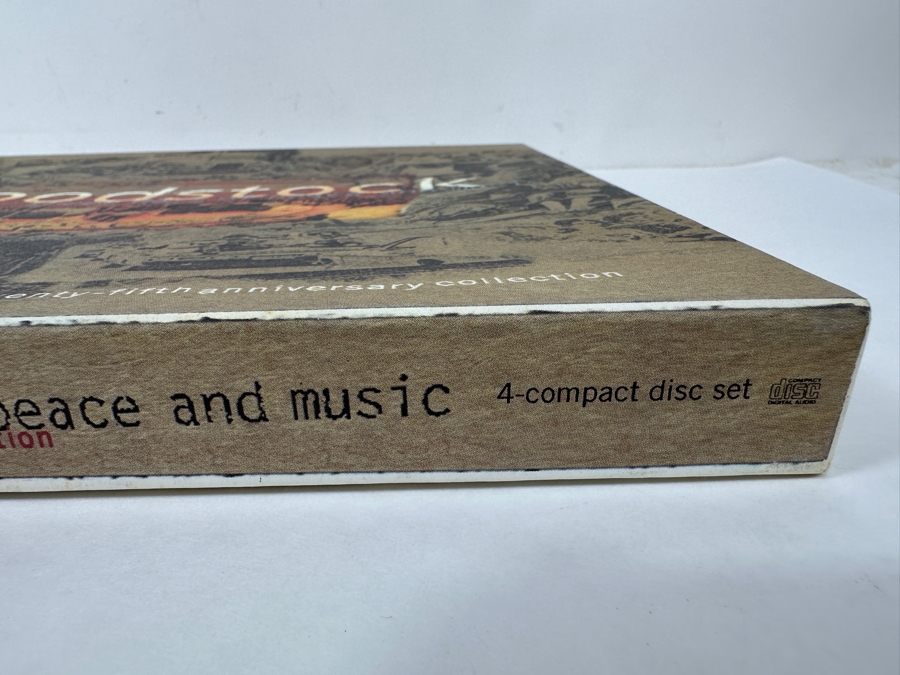 oodstock
enty-fifth anniversary collection
peace and music
tion
4-compact disc set
COMPACT
disc
DIGITAL AUDIO